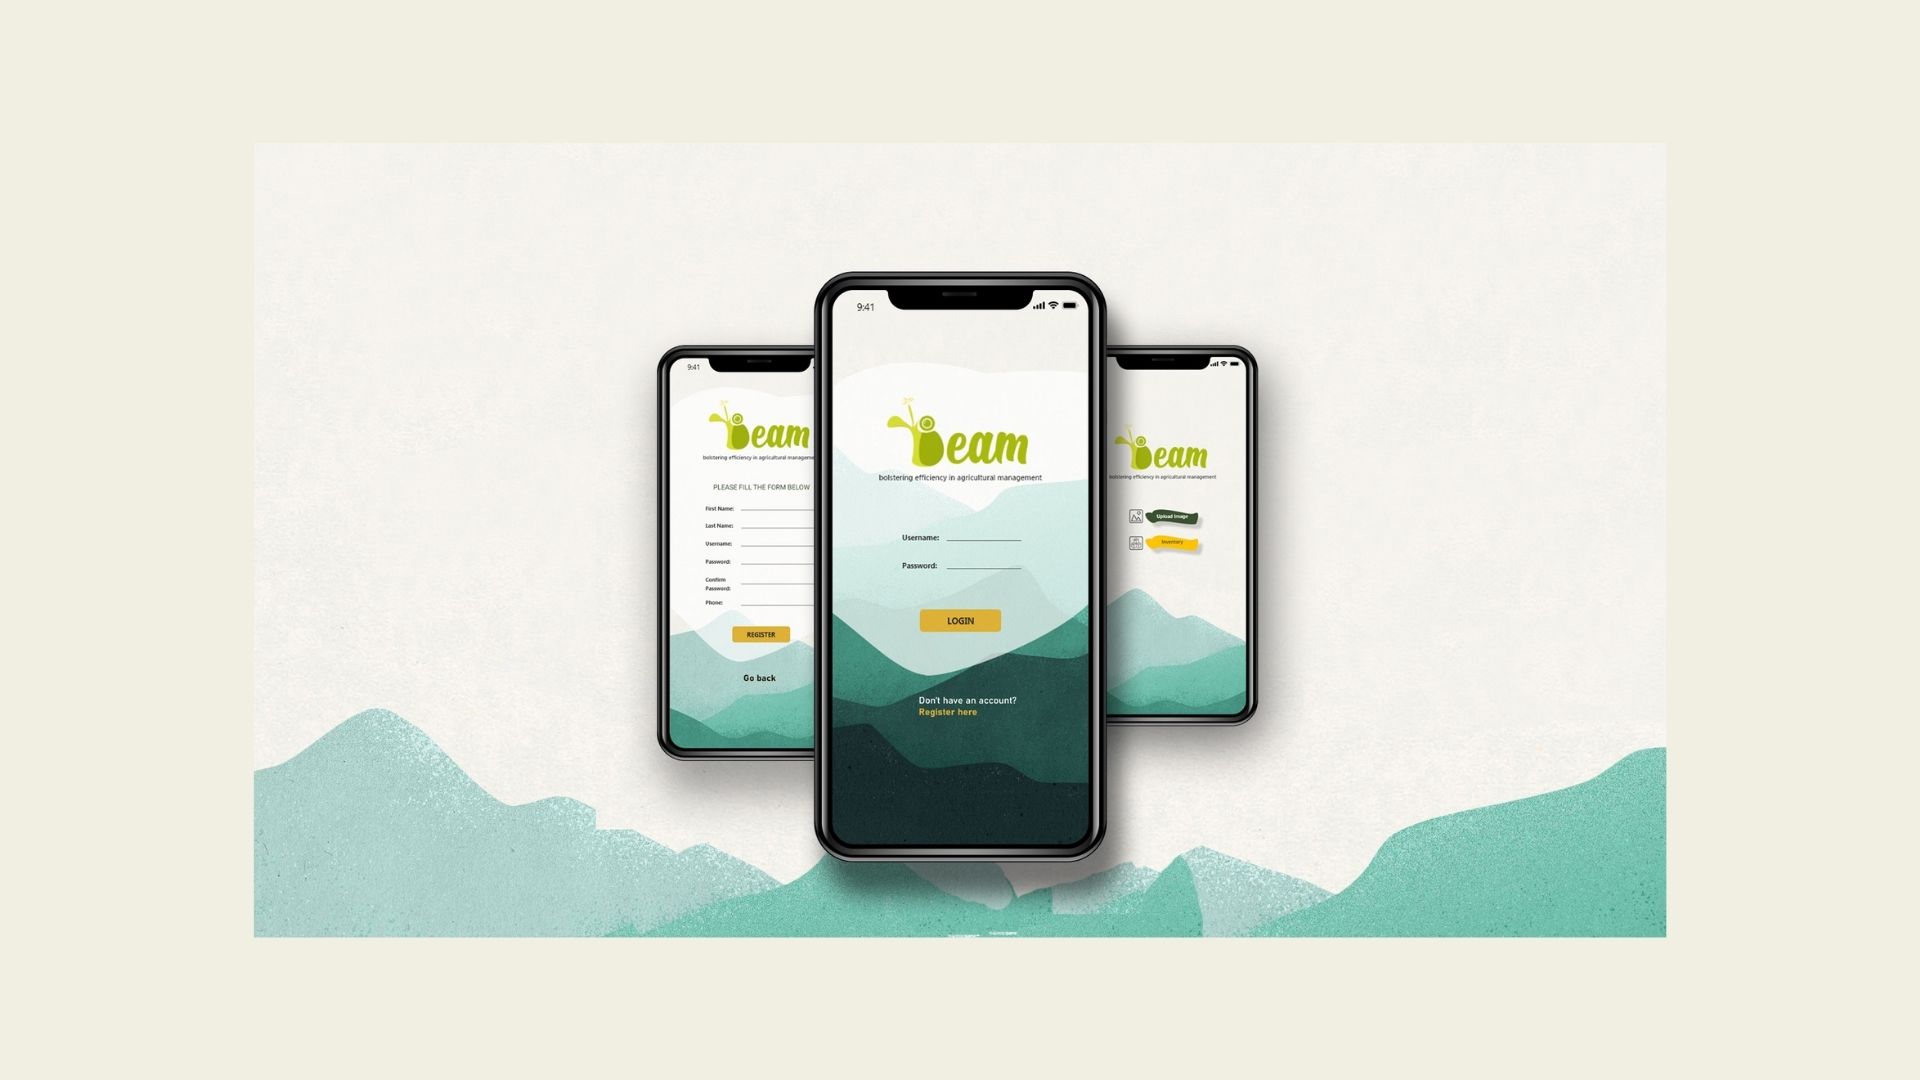 9:41
beam
bolstering efficiency in agricultural
PLEASE FILL THE FORM BELOW
First Name:
Last Name:
Username:
Password:
Confirm
Password:
Phone:
REGISTER
Go back
9:41
beam
bolstering efficiency in agricultural management
Username:
Password:
LOGIN
Don't have an account?
Register here
beam
bolstering efficiency in agricultural management
Upload Image
Inventory